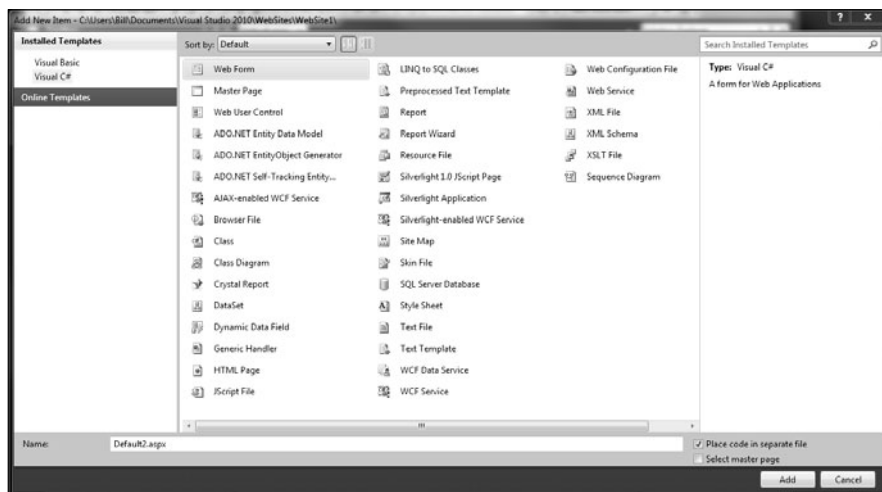 Add New Item - C:\Users\Bill\Documents\Visual Studio 2010\WebSites\WebSite1\
Installed Templates
Visual Basic
Visual C#
Online Templates
Sort by: Default
Web Form
Master Page
Web User Control
ADO.NET Entity Data Model
ADO.NET EntityObject Generator
ADO.NET Self-Tracking Entity...
AJAX-enabled WCF Service
Browser File
Class
Class Diagram
Crystal Report
DataSet
Dynamic Data Field
Generic Handler
HTML Page
JScript File
LINQ to SQL Classes
Preprocessed Text Template
Report
Report Wizard
Resource File
Silverlight 1.0 JScript Page
Silverlight Application
Silverlight-enabled WCF Service
Site Map
Skin File
SQL Server Database
Style Sheet
Text File
Text Template
WCF Data Service
WCF Service
Web Configuration File
Web Service
XML File
XML Schema
XSLT File
Sequence Diagram
Search Installed Templates
Type: Visual C#
A form for Web Applications
Name:
Default2.aspx
Place code in separate file
Select master page
Add
Cancel